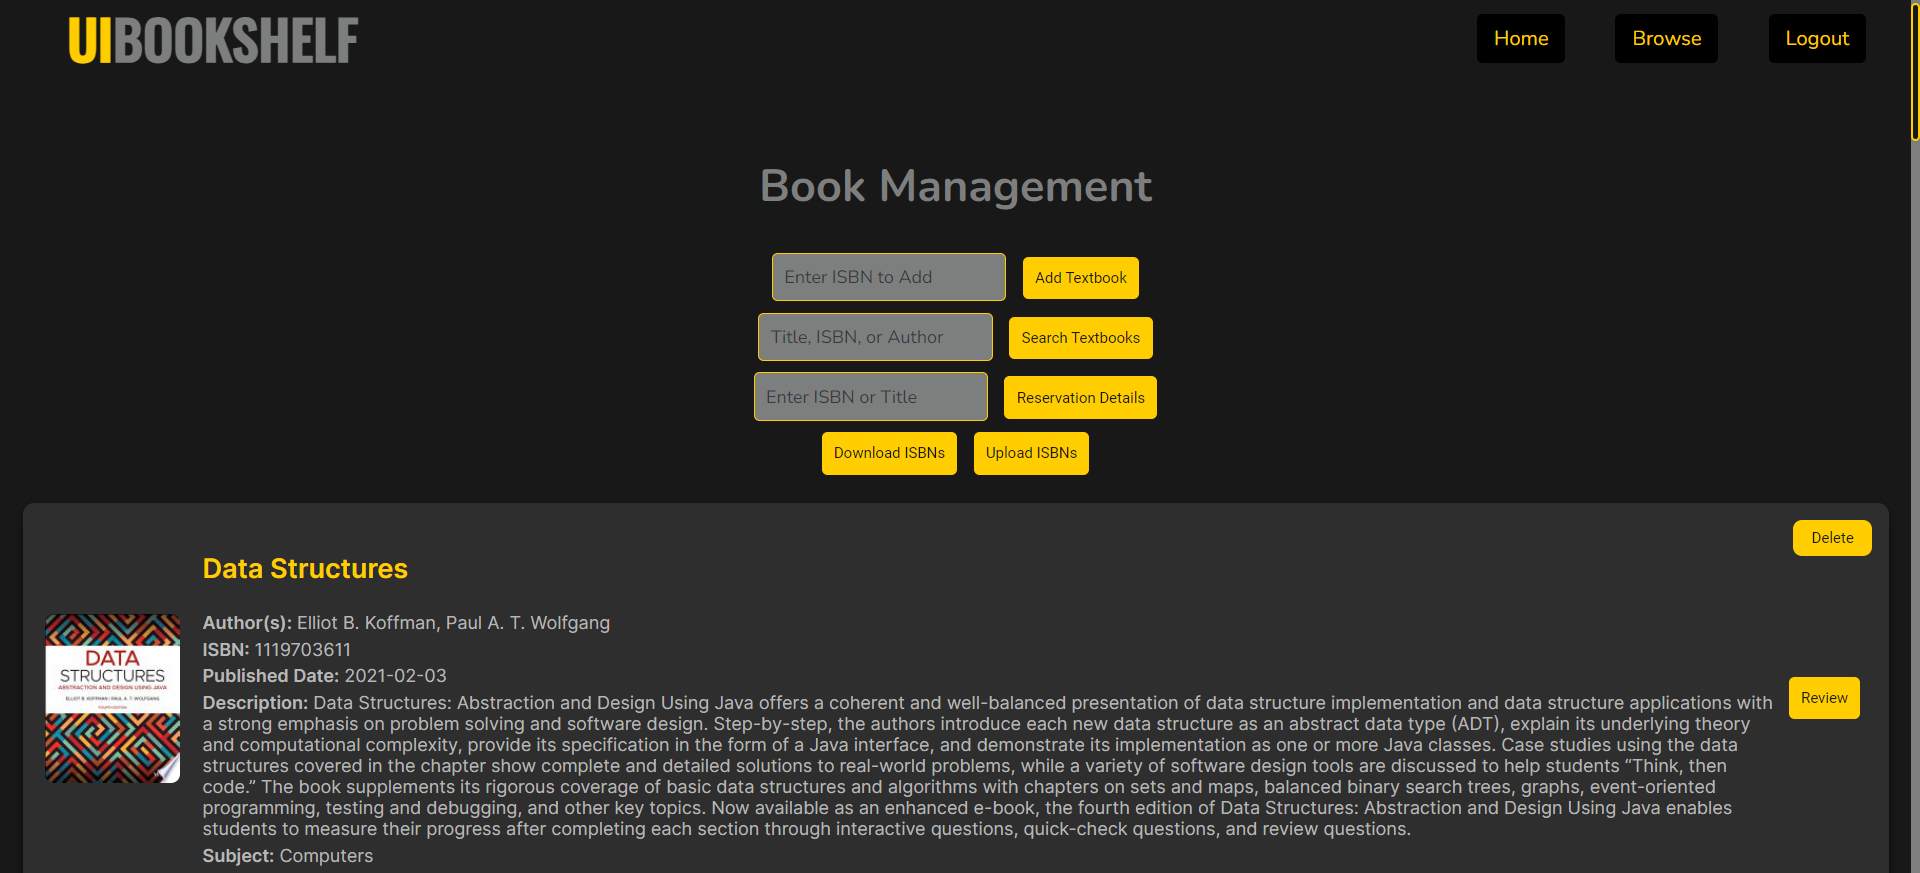 UIBOOKSHELF
Home
Browse
Logout
Book Management
Enter ISBN to Add
Add Textbook
Title, ISBN, or Author
Search Textbooks
Enter ISBN or Title
Reservation Details
Download ISBNs
Upload ISBNs
Delete
Data Structures
DATA
STRUCTURES
ABSTRACTION AND DESIGN USING JAVA
ELLIOT B. KOFFMAN | PAUL A. T. WOLFGANG
FOURTH EDITION
Author(s): Elliot B. Koffman, Paul A. T. Wolfgang
ISBN: 1119703611
Published Date: 2021-02-03
Description: Data Structures: Abstraction and Design Using Java offers a coherent and well-balanced presentation of data structure implementation and data structure applications with
a strong emphasis on problem solving and software design. Step-by-step, the authors introduce each new data structure as an abstract data type (ADT), explain its underlying theory
and computational complexity, provide its specification in the form of a Java interface, and demonstrate its implementation as one or more Java classes. Case studies using the data
structures covered in the chapter show complete and detailed solutions to real-world problems, while a variety of software design tools are discussed to help students “Think, then
code.” The book supplements its rigorous coverage of basic data structures and algorithms with chapters on sets and maps, balanced binary search trees, graphs, event-oriented
programming, testing and debugging, and other key topics. Now available as an enhanced e-book, the fourth edition of Data Structures: Abstraction and Design Using Java enables
students to measure their progress after completing each section through interactive questions, quick-check questions, and review questions.
Subject: Computers
Review